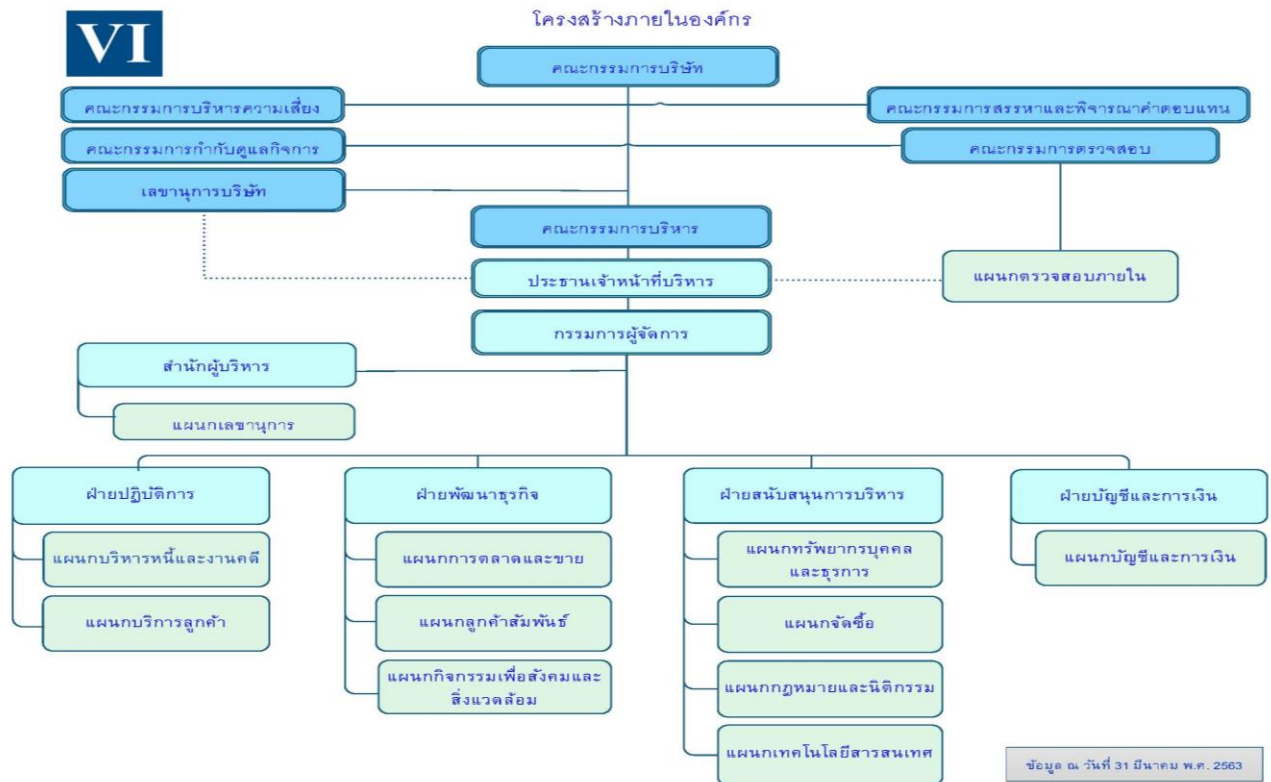 VI
โครงสร้างภายในองค์กร
คณะกรรมการบริษัท
คณะกรรมการบริหารความเสี่ยง
คณะกรรมการสรรหาและพิจารณาค่าตอบแทน
คณะกรรมการกำกับดูแลกิจการ
คณะกรรมการตรวจสอบ
เลขานุการบริษัท
คณะกรรมการบริหาร
ประธานเจ้าหน้าที่บริหาร
แผนกตรวจสอบภายใน
กรรมการผู้จัดการ
สำนักผู้บริหาร
แผนกเลขานุการ
ฝ่ายปฏิบัติการ
แผนกบริหารหนี้และงานคดี
แผนกบริการลูกค้า
ฝ่ายพัฒนาธุรกิจ
แผนกการตลาดและขาย
แผนกลูกค้าสัมพันธ์
แผนกกิจกรรมเพื่อสังคมและ
สิ่งแวดล้อม
ฝ่ายสนับสนุนการบริหาร
แผนกทรัพยากรบุคคล
และธุรการ
แผนกจัดซื้อ
แผนกกฎหมายและนิติกรรม
แผนกเทคโนโลยีสารสนเทศ
ฝ่ายบัญชีและการเงิน
แผนกบัญชีและการเงิน
ข้อมูล ณ วันที่ 31 มีนาคม พ.ศ. 2563